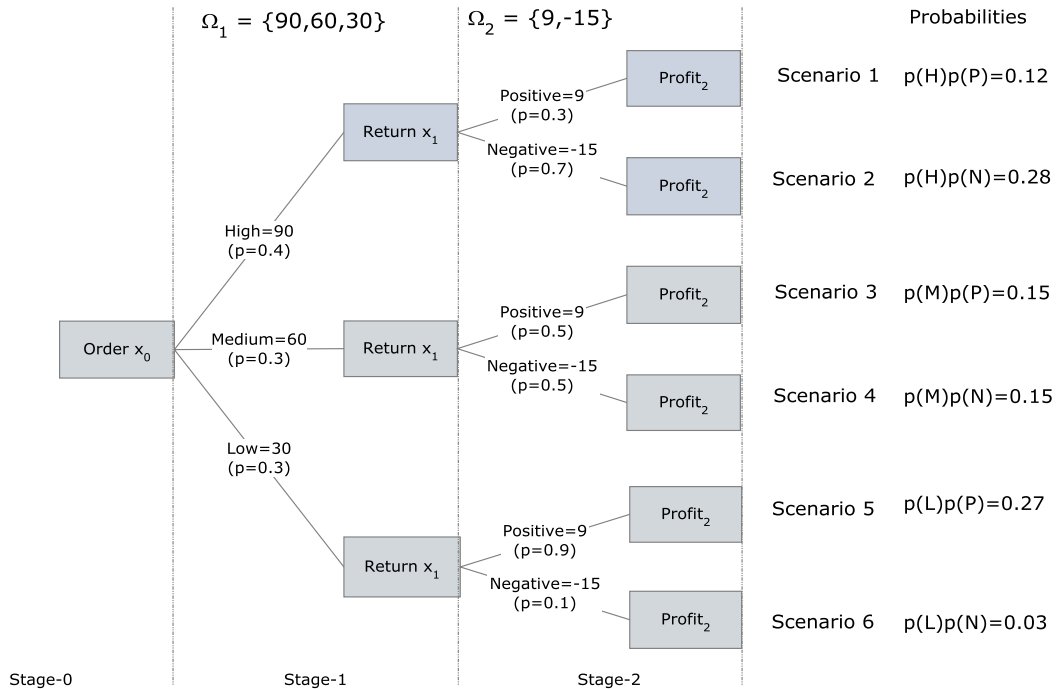 Ω1 = {90,60,30}
Ω2 = {9,-15}
Probabilities
Profit2
Scenario 1
p(H)p(P)=0.12
Positive=9
(p=0.3)
Return x1
Negative=-15
(p=0.7)
Profit2
Scenario 2
p(H)p(N)=0.28
High=90
(p=0.4)
Profit2
Scenario 3
p(M)p(P)=0.15
Positive=9
(p=0.5)
Order x0
Medium=60
(p=0.3)
Return x1
Negative=-15
(p=0.5)
Profit2
Scenario 4
p(M)p(N)=0.15
Low=30
(p=0.3)
Profit2
Scenario 5
p(L)p(P)=0.27
Positive=9
(p=0.9)
Return x1
Negative=-15
(p=0.1)
Profit2
Scenario 6
p(L)p(N)=0.03
Stage-0
Stage-1
Stage-2